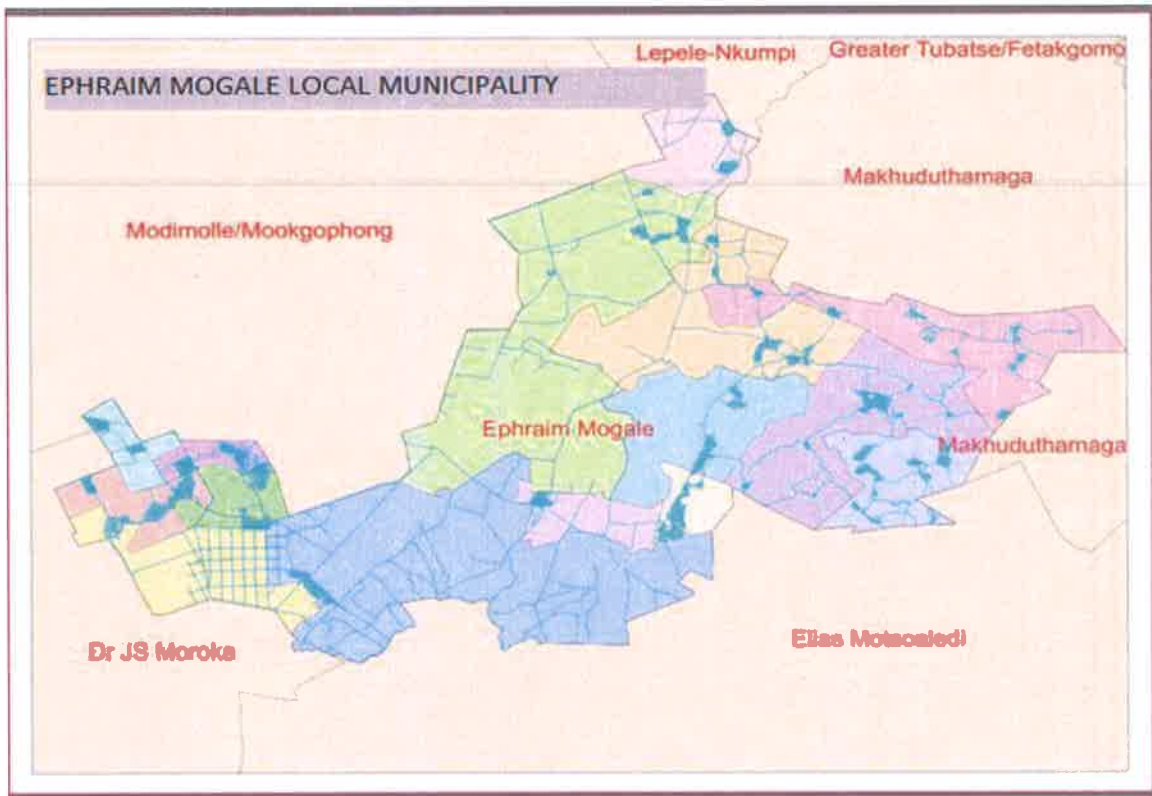 Lepele-Nkumpi
Greater Tubatse/Fetakgomo
EPHRAIM MOGALE LOCAL MUNICIPALITY
Makhuduthamaga
Modimolle/Mookgophong
Ephraim Mogale
Makhuduthamaga
Dr JS Moroka
Elias Motsoaledi